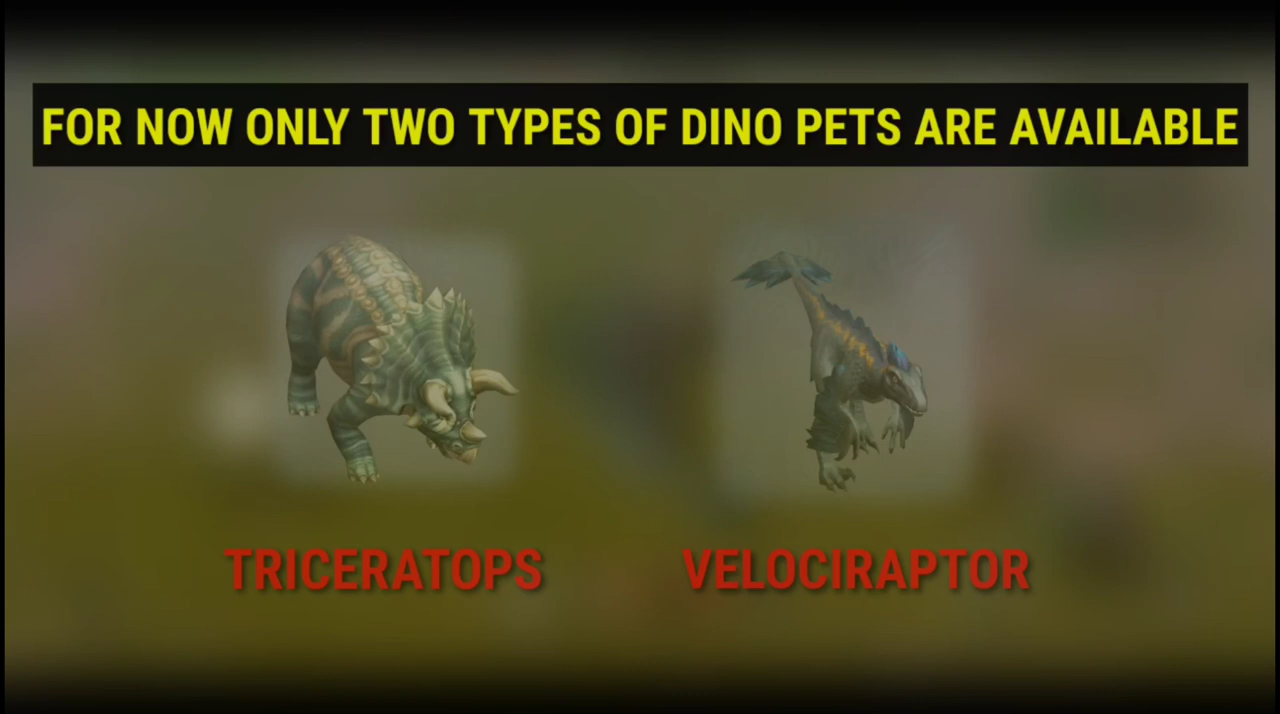 FOR NOW ONLY TWO TYPES OF DINO PETS ARE AVAILABLE
TRICERATOPS
VELOCIRAPTOR